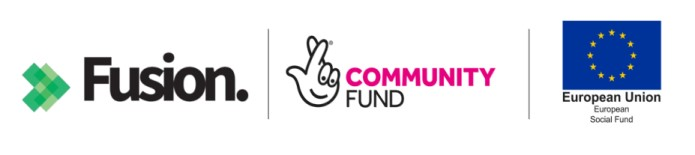 Fusion.
COMMUNITY
FUND
European Union
European
Social Fund